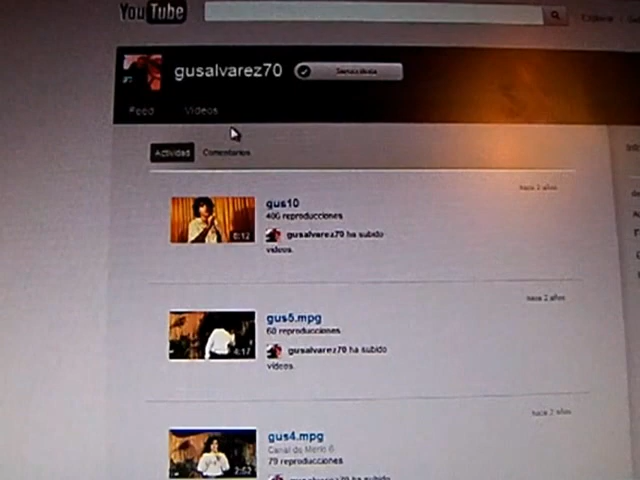 YouTube
gusalvarez70
Feed Videos
Actividad Comentarios
hace 2 años
gus10
406 reproducciones
gusalvarez70 ha subido
videos.
6:12
hace 2 años
gus5.mpg
60 reproducciones
gusalvarez70 ha subido
videos.
4:17
hace 2 años
gus4.mpg
79 reproducciones
2:52